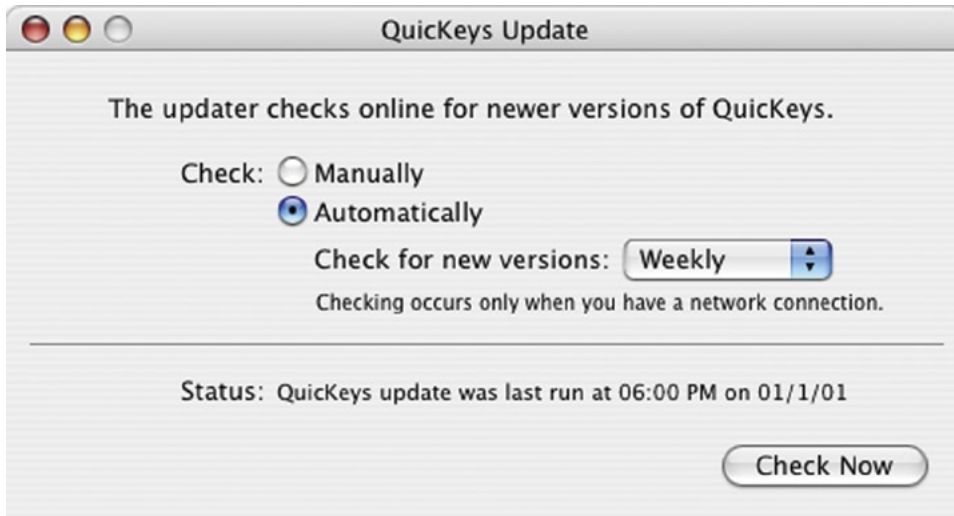 QuicKeys Update
The updater checks online for newer versions of QuicKeys.
Check: Manually
Automatically
Check for new versions: Weekly
Checking occurs only when you have a network connection.
Status: QuicKeys update was last run at 06:00 PM on 01/1/01
Check Now